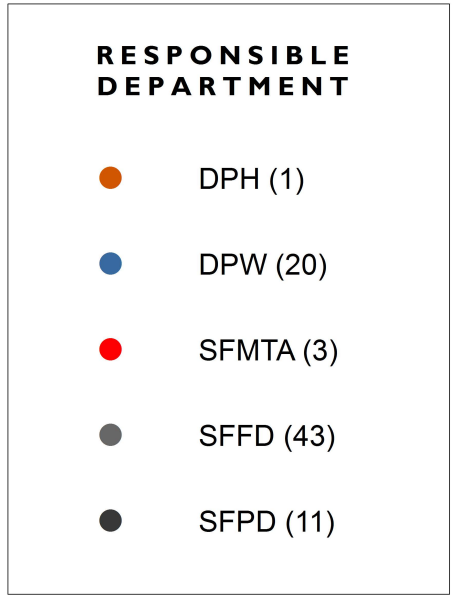 RESPONSIBLE
DEPARTMENT
DPH (1)
DPW (20)
SFMTA (3)
SFFD (43)
SFPD (11)